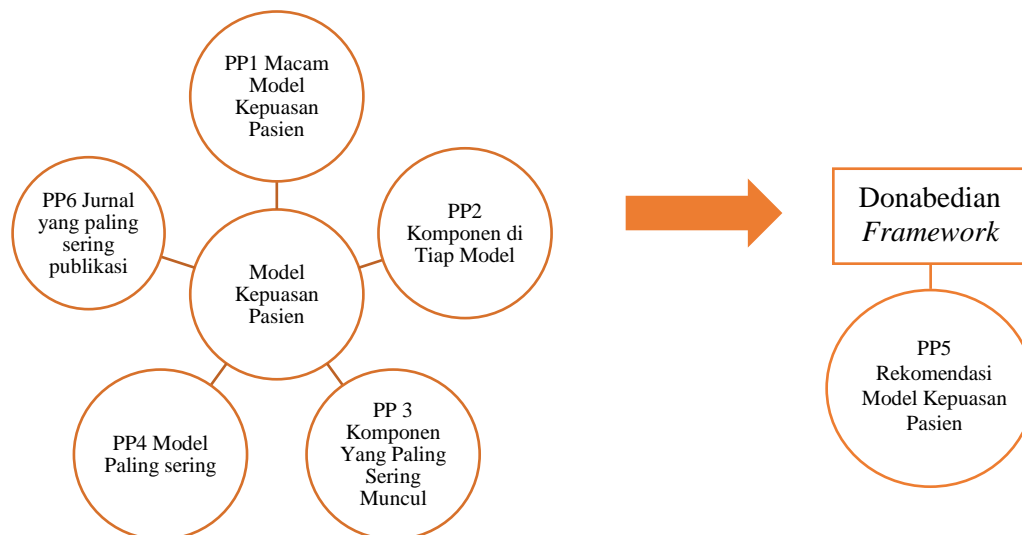 PP1 Macam
Model
Kepuasan
Pasien
PP6 Jurnal
yang paling
sering
publikasi
PP2
Komponen di
Tiap Model
Model
Kepuasan
Pasien
PP4 Model
Paling sering
PP 3
Komponen
Yang Paling
Sering
Muncul
Donabedian
Framework
PP5
Rekomendasi
Model Kepuasan
Pasien